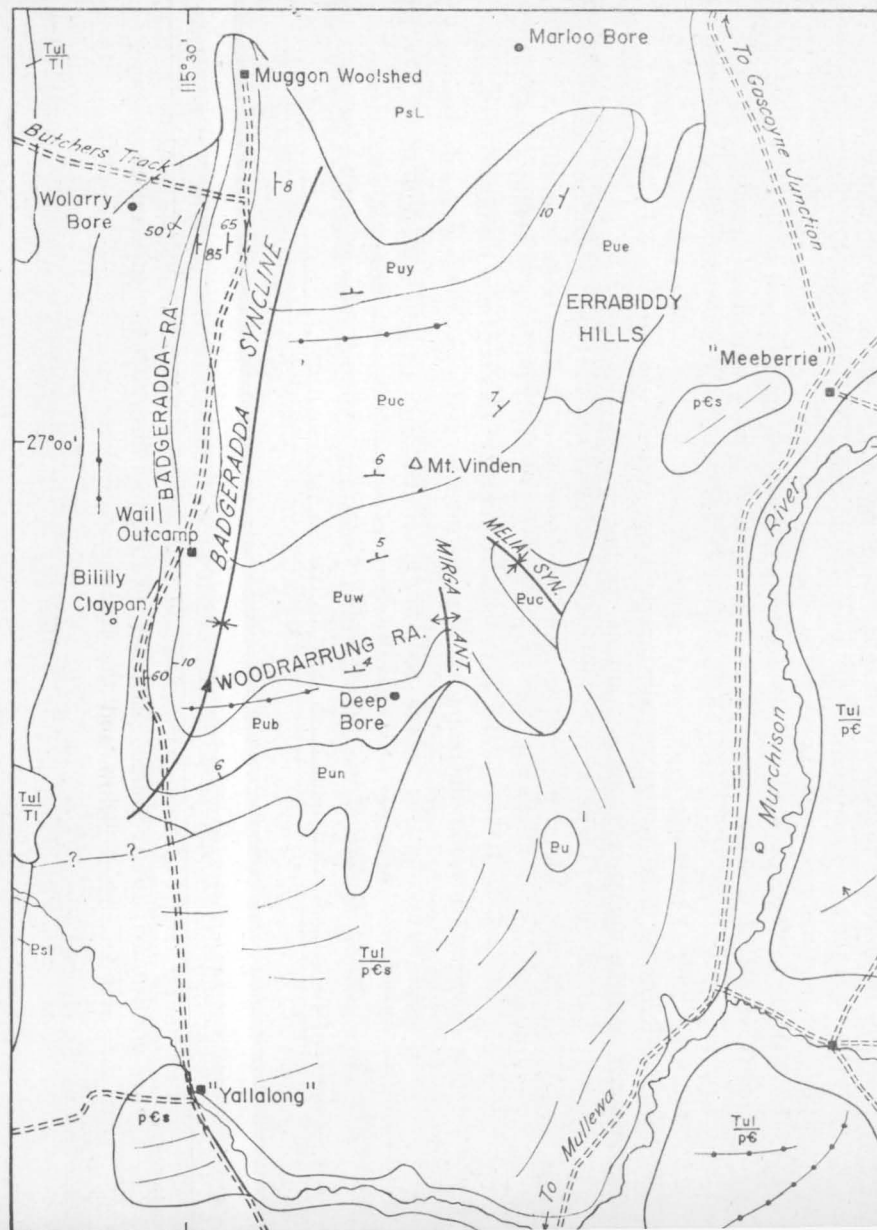 Tul
Tl
115°30'
Marloo Bore
Muggon Woolshed
To Gascoyne Junction
PsL
Butchers Track
8
Wolarry
Bore
50
65
85
10
Puy
Pue
ERRABIDDY
HILLS
BADGERADDA RA
BADGERADDA SYNCLINE
"Meeberrie"
p€s
Puc
7
27°00'
6
Mt. Vinden
River
Wail
Outcamp
5
MIRGA ANT.
MELIA SYN.
Bililly
Claypan
Puw
Puc
60
10
WOODRARRUNG RA.
4
Deep
Bore
Pub
6
Pun
Tul
p€
Murchison
Tul
Tl
Pu
? ?
Psl
Tul
p€s
"Yallalong"
p€s
To Mullewa
Tul
p€